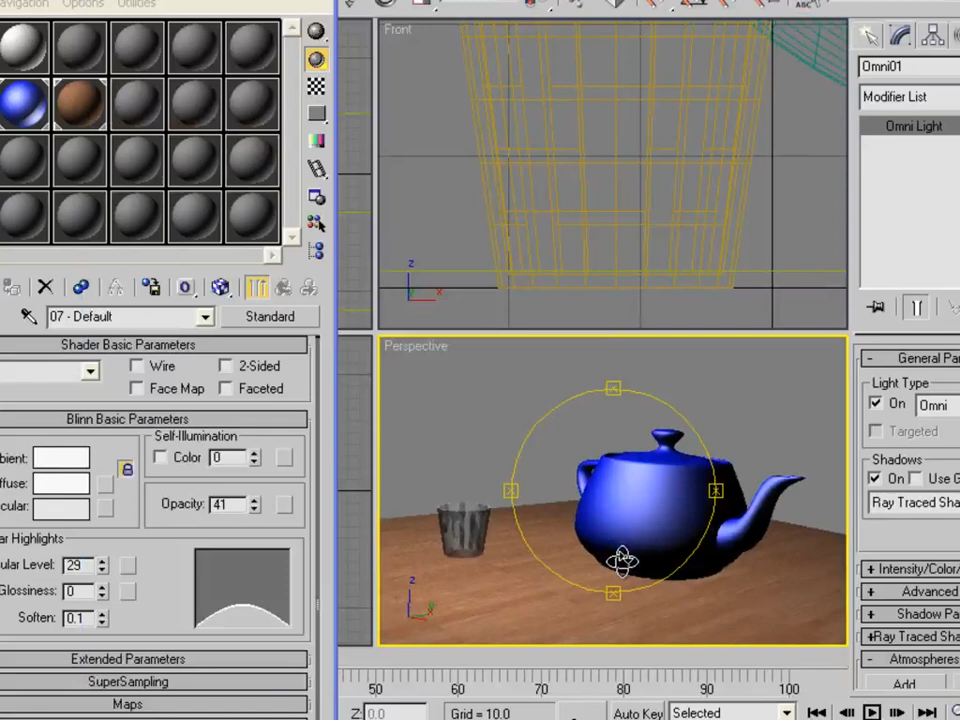 avigation Options Utilities
07 - Default Standard
Shader Basic Parameters
Wire 2-Sided
Face Map Faceted
Blinn Basic Parameters
Self-Illumination
bient: Color 0
ffuse:
cular: Opacity: 41
ar Highlights
ular Level: 29
Glossiness: 0
Soften: 0.1
Extended Parameters
SuperSampling
Maps
Front
z
x
Perspective
z
50 60 70 80 90 100
Z: 0.0 Grid = 10.0 Auto Key Selected
ABC
Omni01
Modifier List
Omni Light
- General Pa
Light Type
On Omni
Targeted
Shadows
On Use G
Ray Traced Sha
+ Intensity/Color/
+ Advanced
+ Shadow Pa
+Ray Traced Sha
- Atmospheres
Add